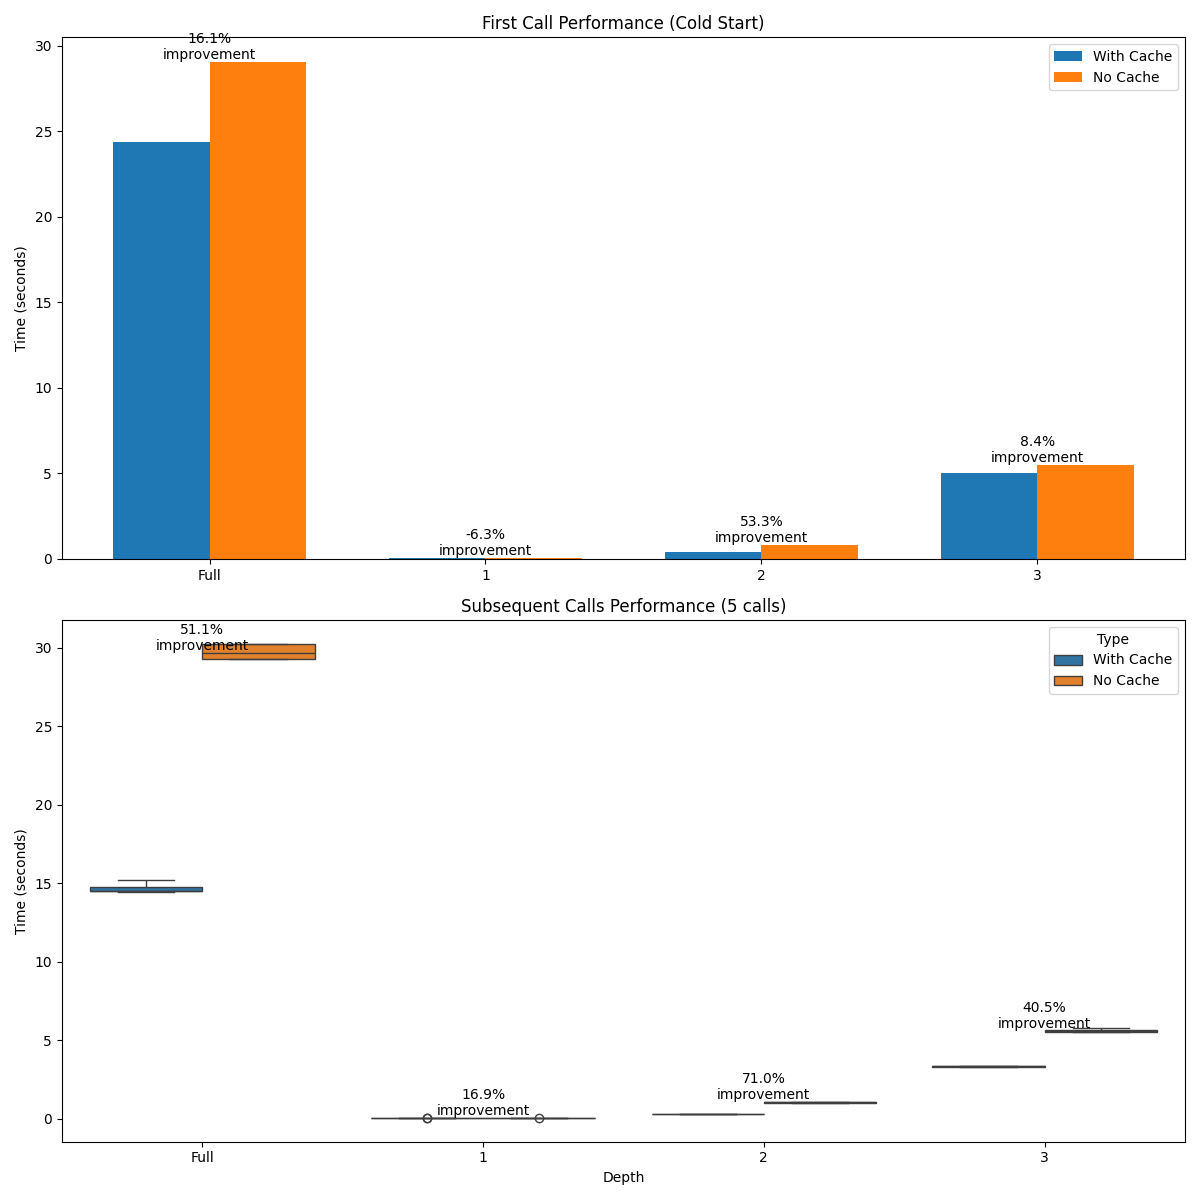 First Call Performance (Cold Start)
Time (seconds)
30
25
20
15
10
5
0
16.1%
improvement
-6.3%
improvement
53.3%
improvement
8.4%
improvement
With Cache
No Cache
Full
1
2
3
Subsequent Calls Performance (5 calls)
Time (seconds)
30
25
20
15
10
5
0
51.1%
improvement
16.9%
improvement
71.0%
improvement
40.5%
improvement
Type
With Cache
No Cache
Full
1
2
3
Depth